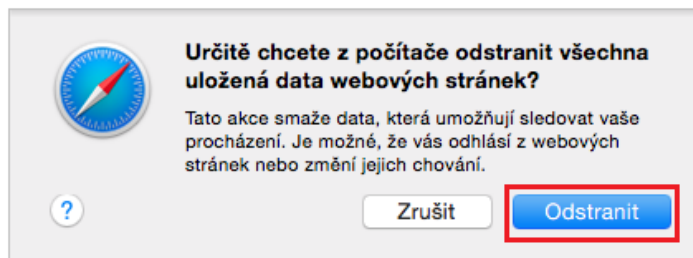 Určitě chcete z počítače odstranit všechna
uložená data webových stránek?
Tato akce smaže data, která umožňují sledovat vaše
procházení. Je možné, že vás odhlásí z webových
stránek nebo změní jejich chování.
? Zrušit Odstranit